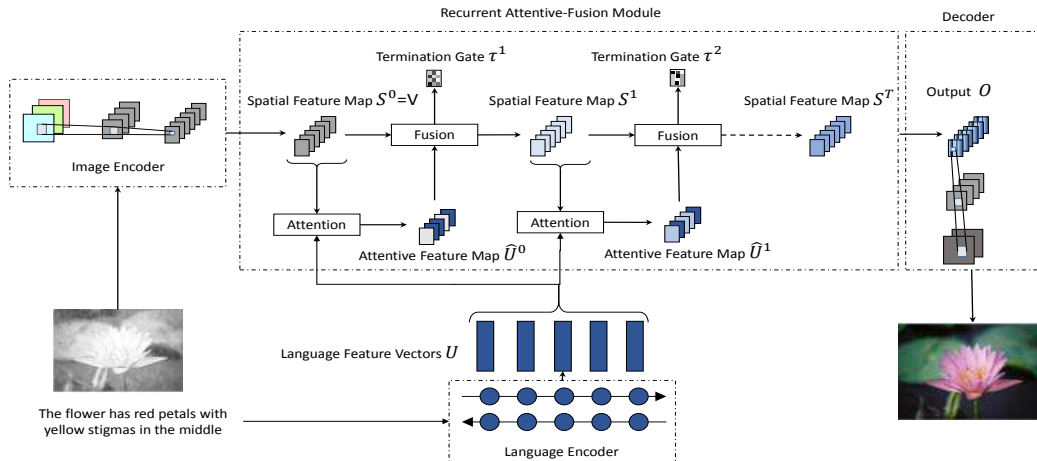 Recurrent Attentive-Fusion Module
Decoder
Termination Gate τ¹
Termination Gate τ²
Spatial Feature Map S⁰=V
Spatial Feature Map S¹
Spatial Feature Map Sᵀ
Output O
Fusion
Fusion
Image Encoder
Attention
Attention
Attentive Feature Map Û⁰
Attentive Feature Map Û¹
Language Feature Vectors U
The flower has red petals with
yellow stigmas in the middle
Language Encoder